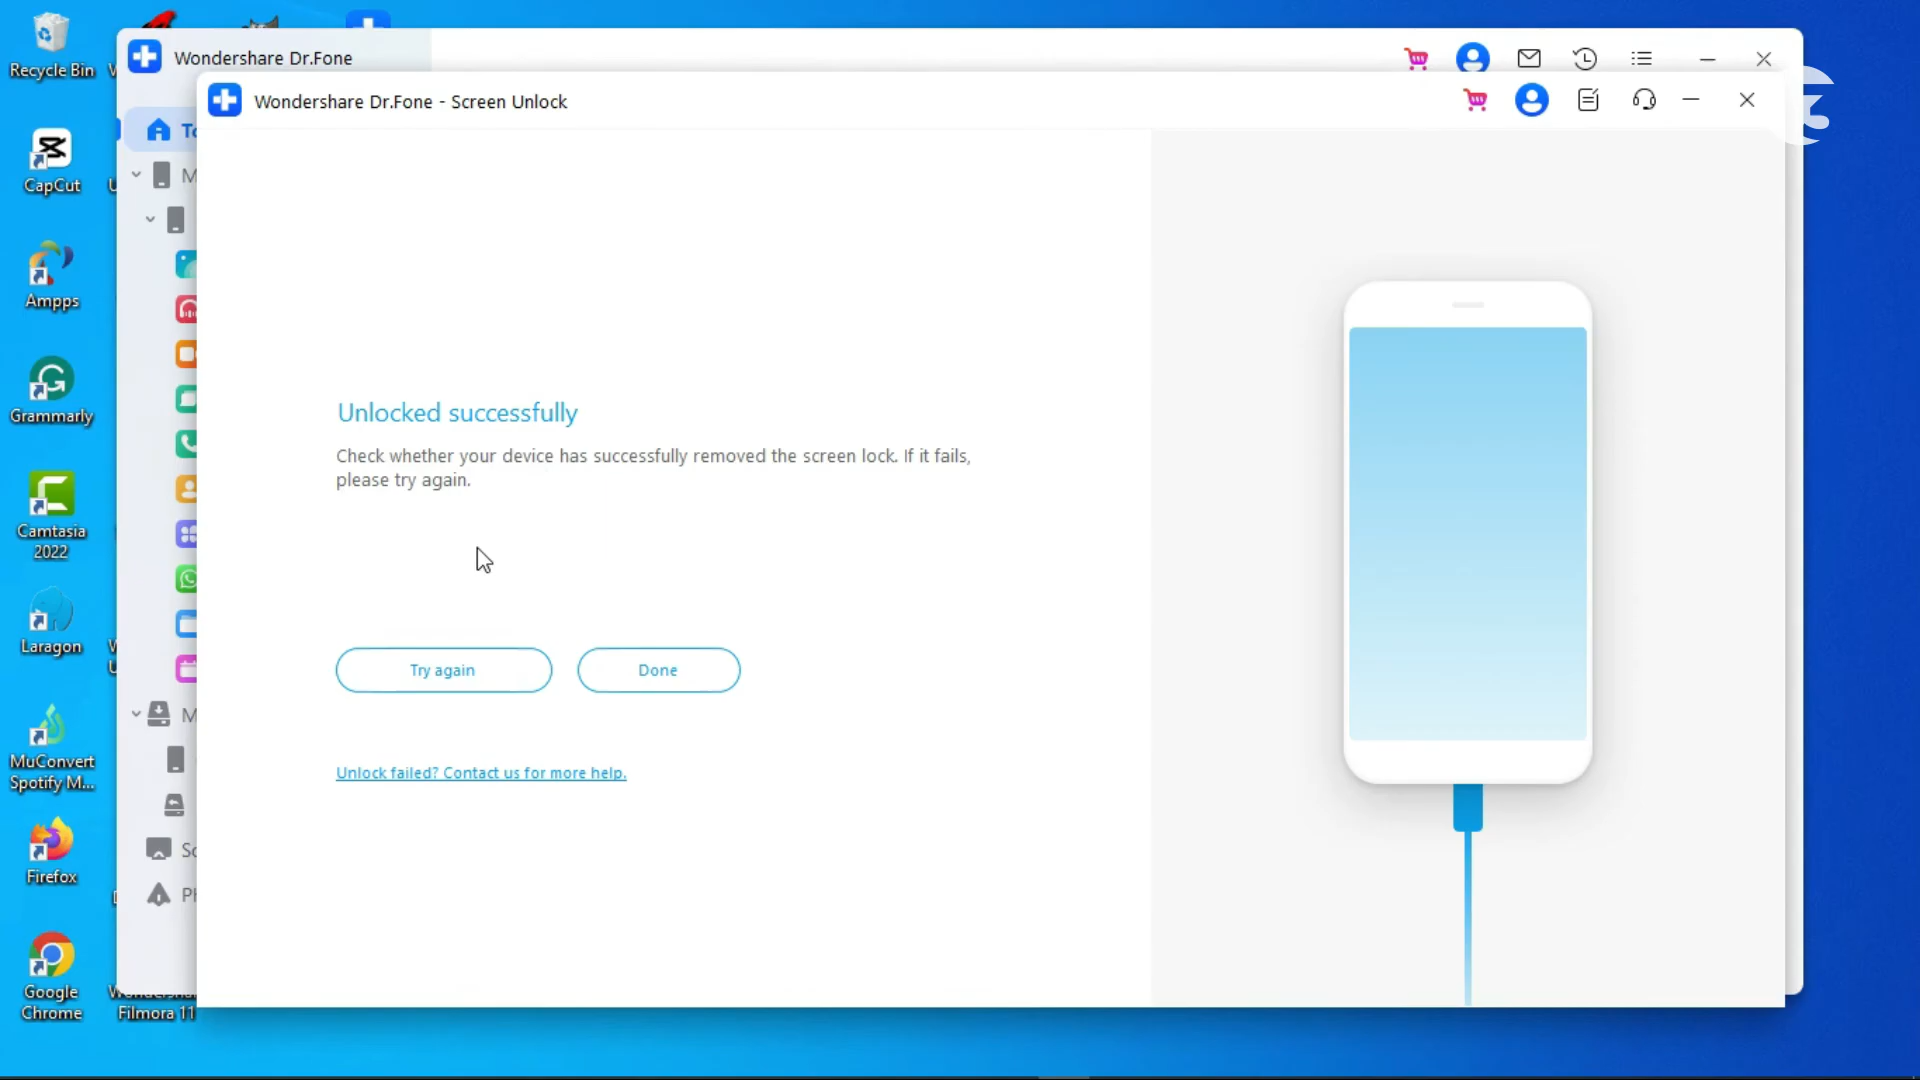 Recycle Bin
CapCut
Ampps
Grammarly
Camtasia
2022
Laragon
MuConvert
Spotify M...
Firefox
Google
Chrome
Filmora 11
Wondershare Dr.Fone
Wondershare Dr.Fone - Screen Unlock
Unlocked successfully
Check whether your device has successfully removed the screen lock. If it fails,
please try again.
Try again
Done
Unlock failed? Contact us for more help.